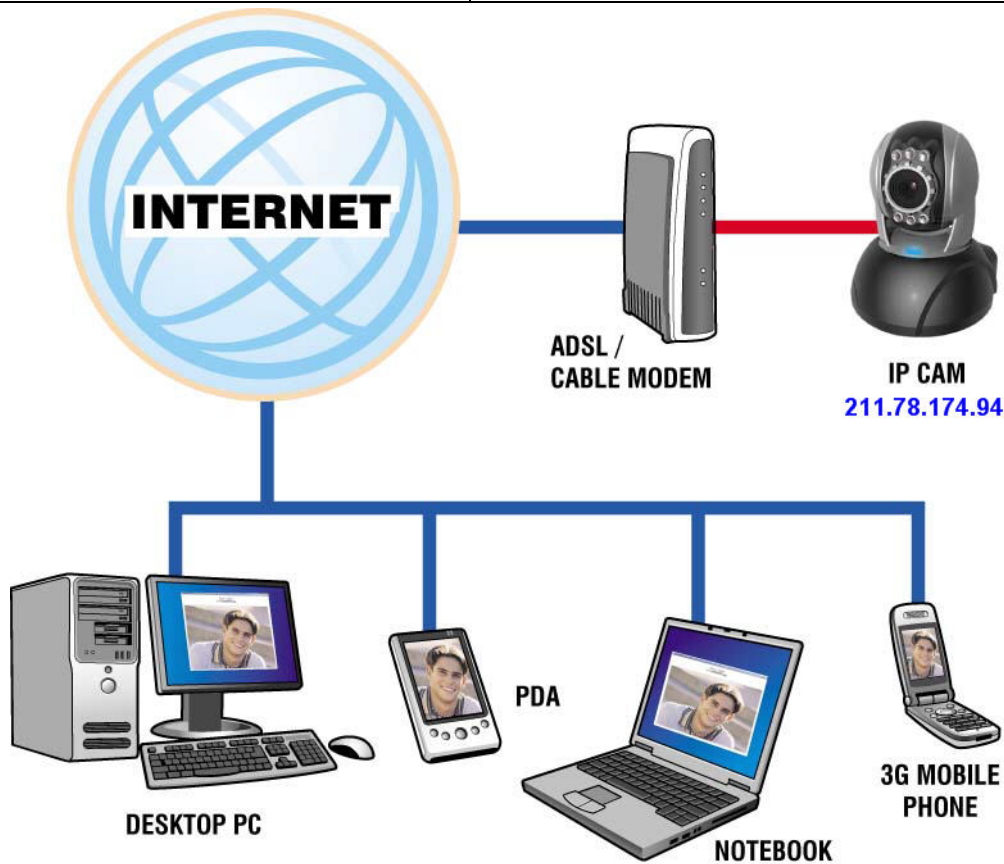 INTERNET
ADSL /
CABLE MODEM
IP CAM
211.78.174.94
PDA
DESKTOP PC
NOTEBOOK
3G MOBILE
PHONE